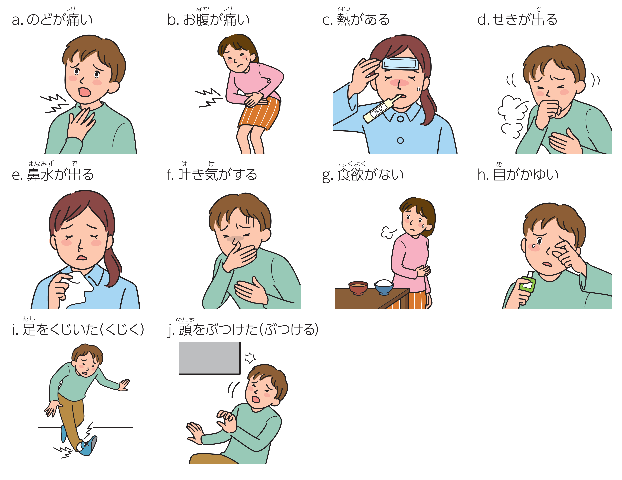 a. のどが痛い
b. お腹が痛い
c. 熱がある
d. せきが出る
e. 鼻水が出る
f. 吐き気がする
g. 食欲がない
h. 目がかゆい
i. 足をくじいた(くじく)
j. 頭をぶつけた(ぶつける)